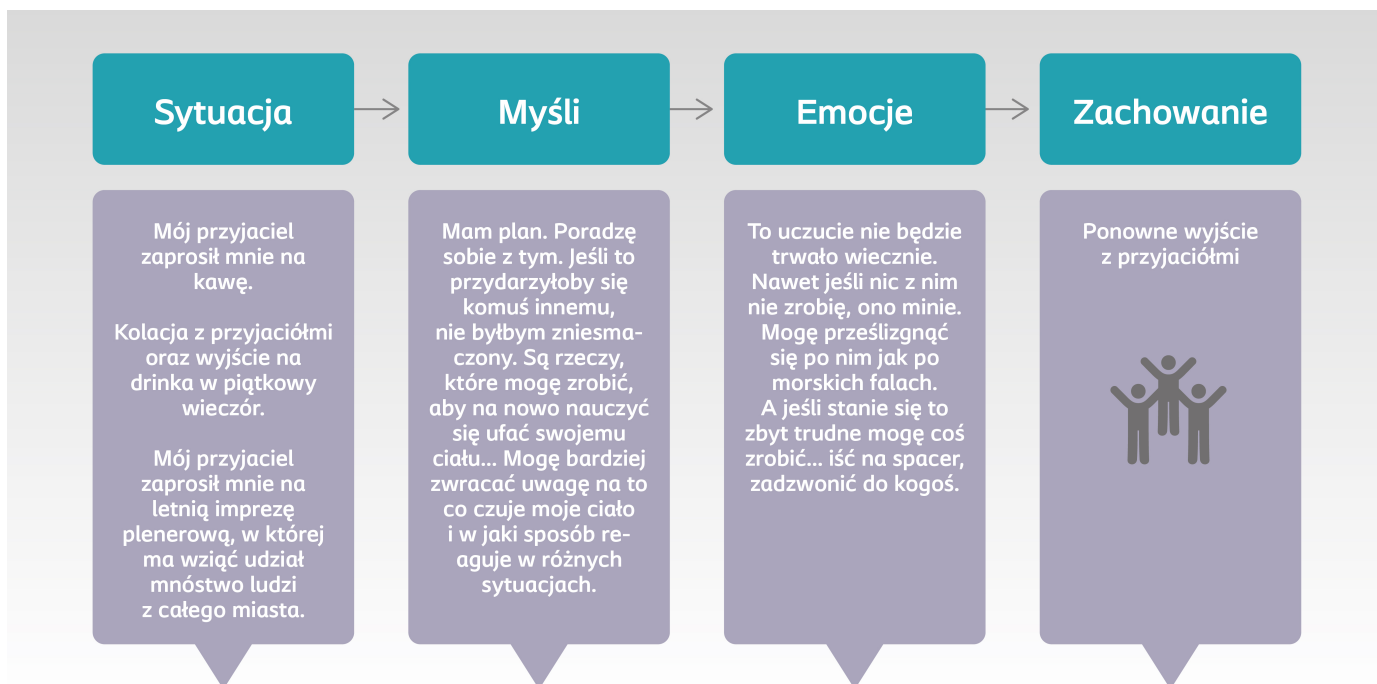 Sytuacja
Myśli
Emocje
Zachowanie
Mój przyjaciel
zaprosił mnie na
kawę.
Kolacja z przyjaciółmi
oraz wyjście na
drinka w piątkowy
wieczór.
Mój przyjaciel
zaprosił mnie na
letnią imprezę
plenerową, w której
ma wziąć udział
mnóstwo ludzi
z całego miasta.
Mam plan. Poradzę
sobie z tym. Jeśli to
przydarzyłoby się
komuś innemu,
nie byłbym zniesma-
czony. Są rzeczy,
które mogę zrobić,
aby na nowo nauczyć
się ufać swojemu
ciału... Mogę bardziej
zwracać uwagę na to
co czuje moje ciało
i w jaki sposób re-
aguje w różnych
sytuacjach.
To uczucie nie będzie
trwało wiecznie.
Nawet jeśli nic z nim
nie zrobię, ono minie.
Mogę prześlizgnąć
się po nim jak po
morskich falach.
A jeśli stanie się to
zbyt trudne mogę coś
zrobić... iść na spacer,
zadzwonić do kogoś.
Ponowne wyjście
z przyjaciółmi